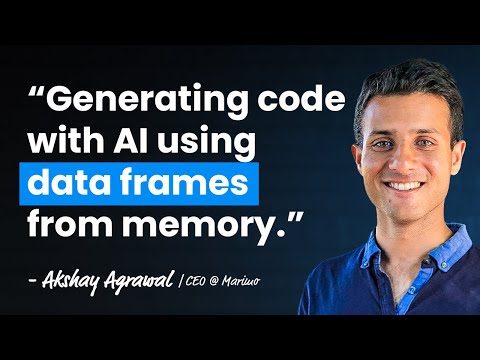 “Generating code
with AI using
data frames
from memory.”
- Akshay Agrawal | CEO @ Marimo